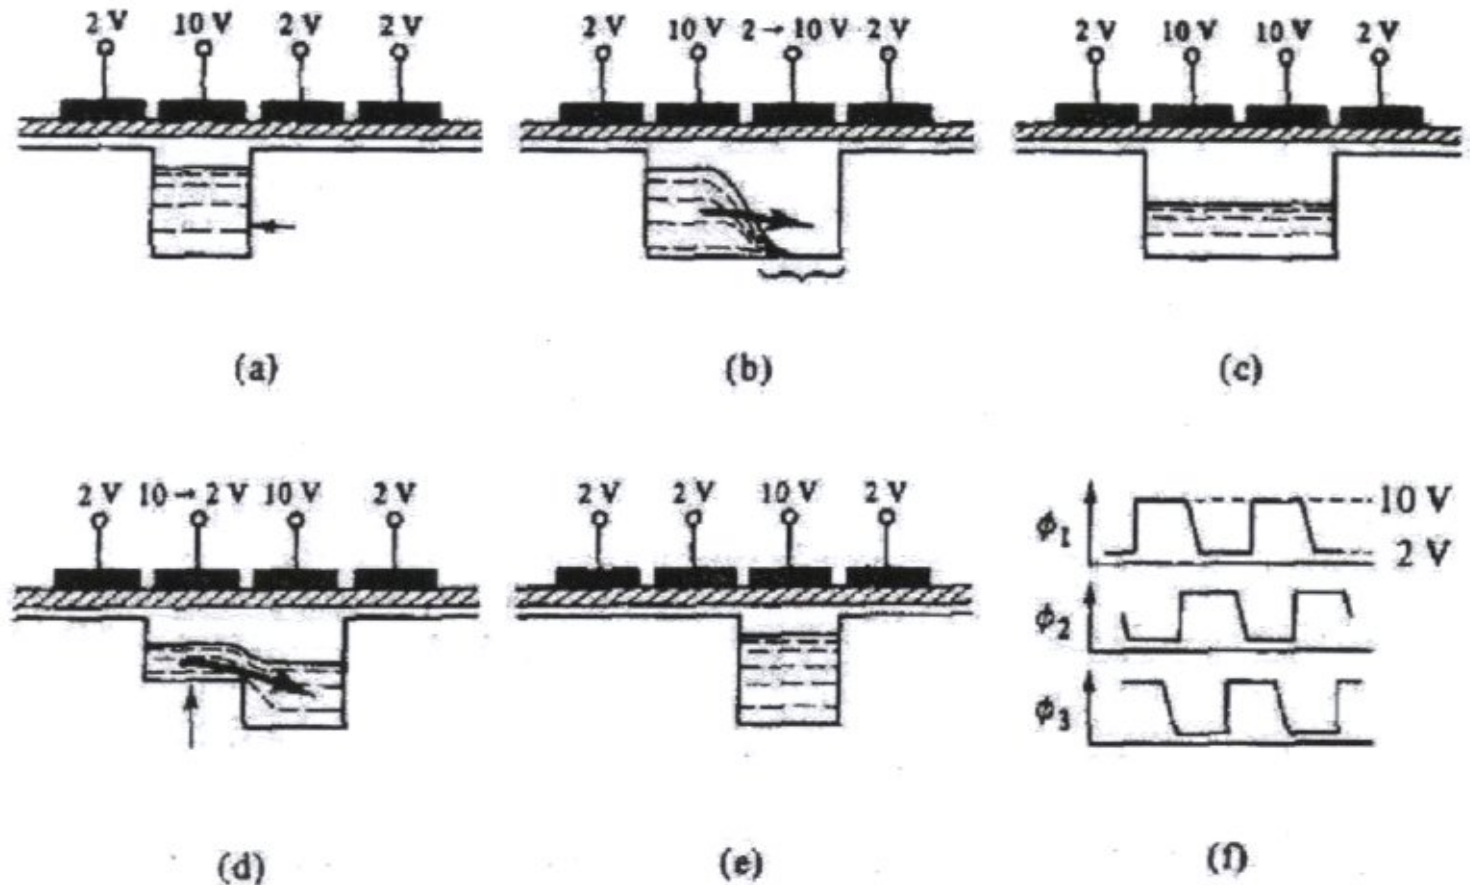 2 V 10 V 2 V 2 V
2 V 10 V 2 → 10 V 2 V
2 V 10 V 10 V 2 V
(a)
(b)
(c)
2 V 10 → 2 V 10 V 2 V
2 V 2 V 10 V 2 V
ϕ1 10 V
2 V
ϕ2
ϕ3
(d)
(e)
(f)